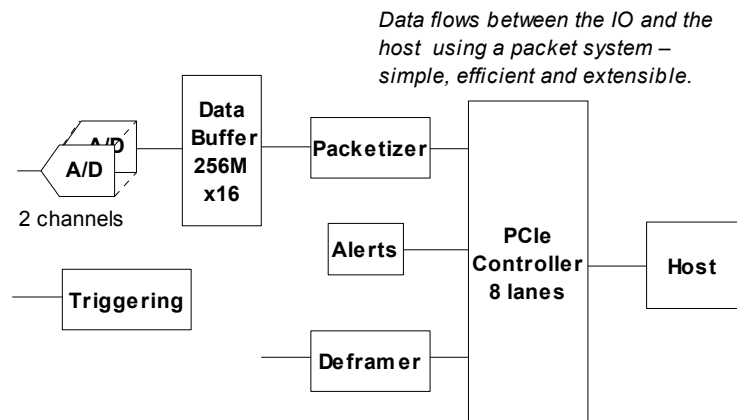 Data flows between the IO and the
host using a packet system –
simple, efficient and extensible.
Data
Buffer
256M
x16
A/D
A/D
2 channels
Packetizer
Alerts
PCIe
Controller
8 lanes
Host
Triggering
Deframer